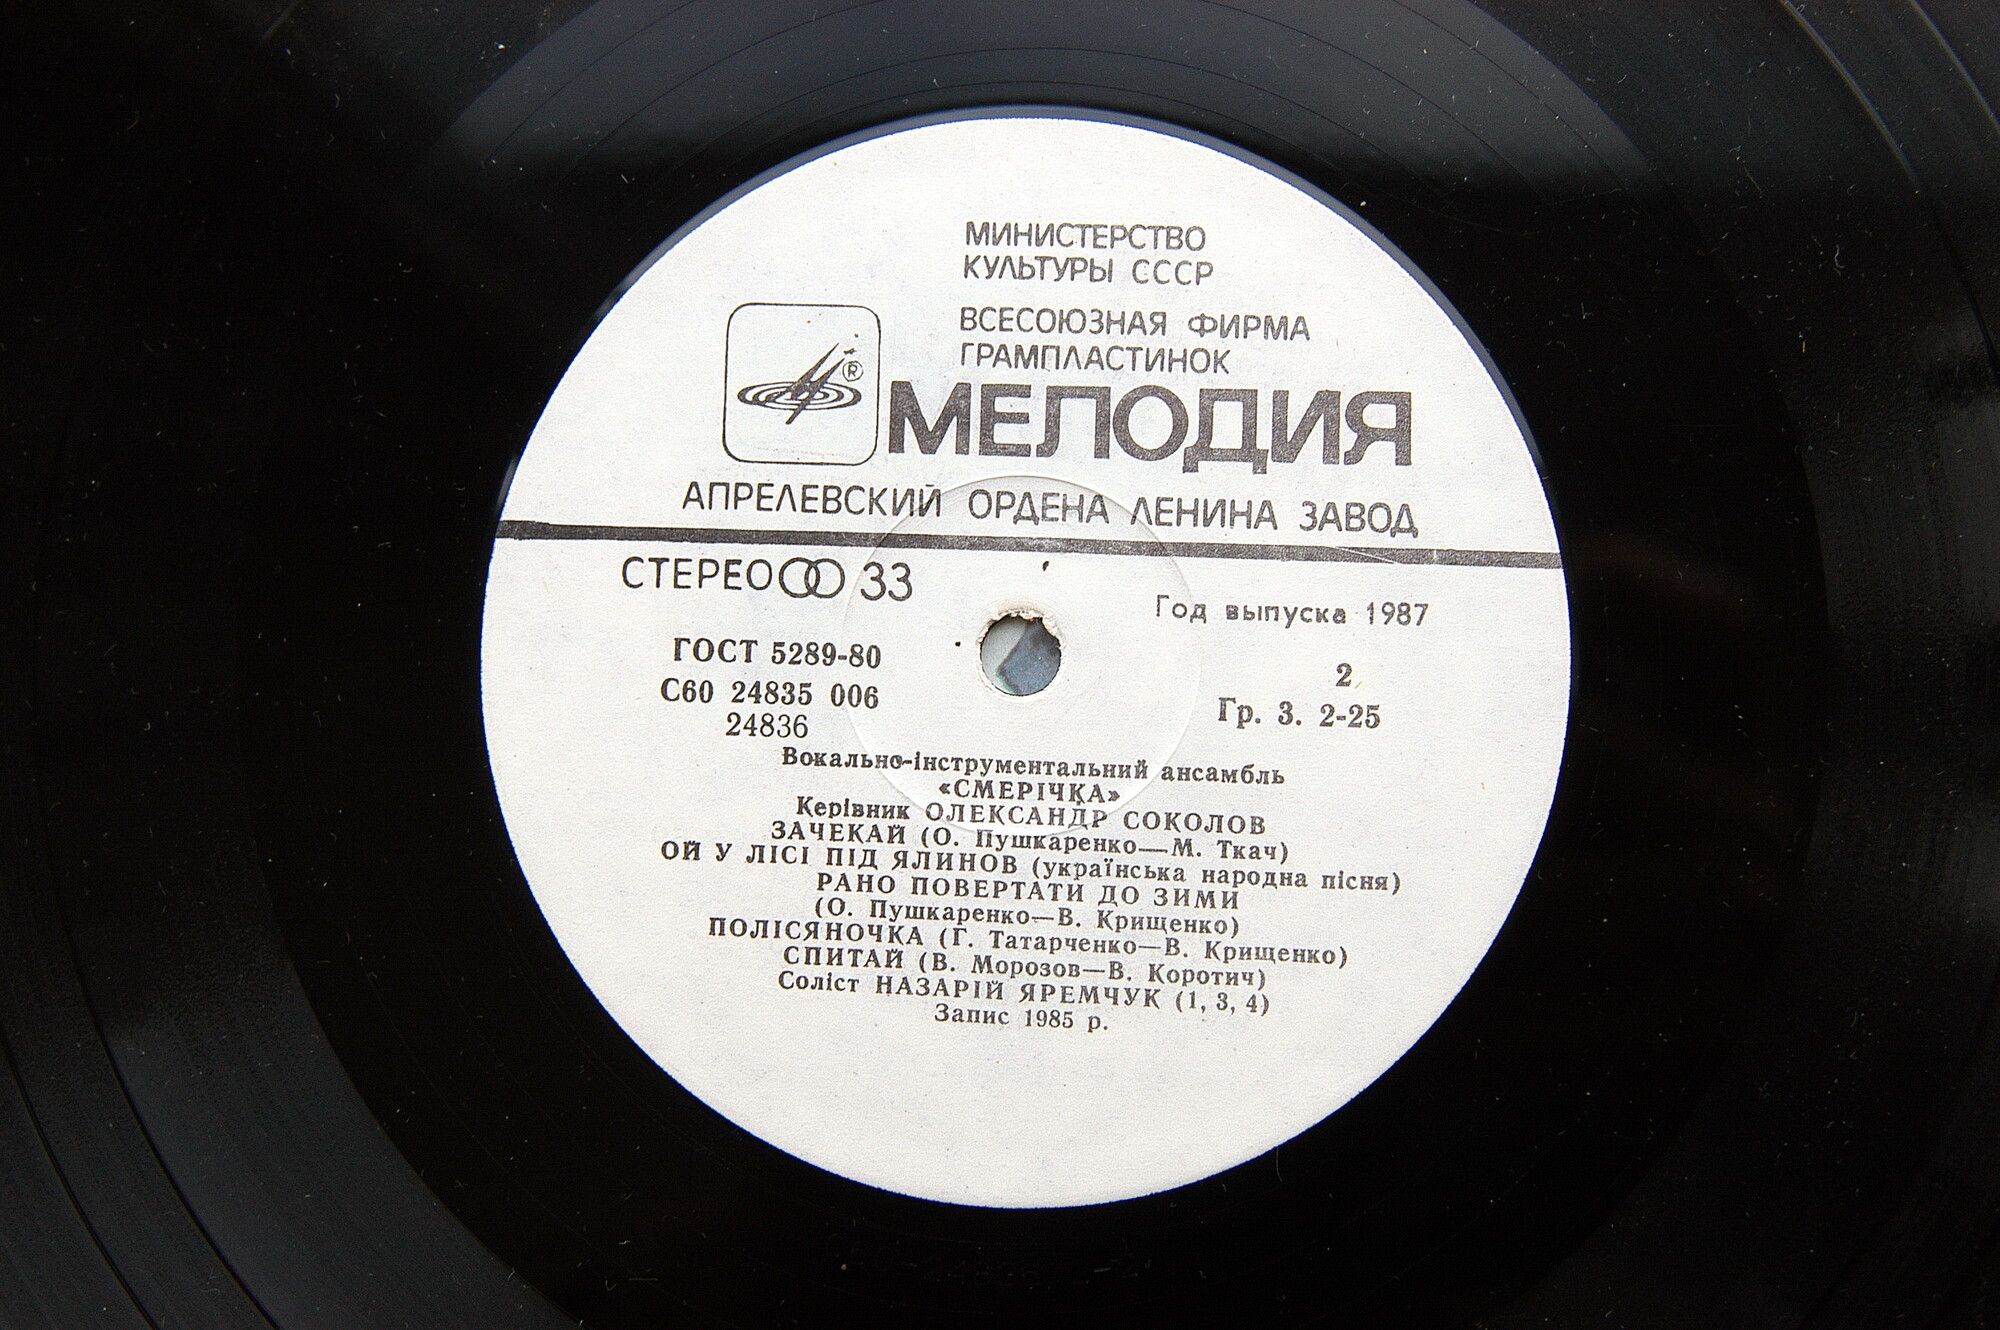 МИНИСТЕРСТВО
КУЛЬТУРЫ СССР
ВСЕСОЮЗНАЯ ФИРМА
ГРАМПЛАСТИНОК
®
МЕЛОДИЯ
АПРЕЛЕВСКИЙ ОРДЕНА ЛЕНИНА ЗАВОД
СТЕРЕО 33
Год выпуска 1987
ГОСТ 5289-80
С60 24835 006
24836
2
Гр. 3. 2-25
Вокально-інструментальний ансамбль
«СМЕРІЧКА»
Керівник ОЛЕКСАНДР СОКОЛОВ
ЗАЧЕКАЙ (О. Пушкаренко—М. Ткач)
ОЙ У ЛІСІ ПІД ЯЛИНОВ (українська народна пісня)
РАНО ПОВЕРТАТИ ДО ЗИМИ
(О. Пушкаренко—В. Крищенко)
ПОЛІСЯНОЧКА (Г. Татарченко—В. Крищенко)
СПИТАЙ (В. Морозов—В. Коротич)
Соліст НАЗАРІЙ ЯРЕМЧУК (1, 3, 4)
Запис 1985 р.